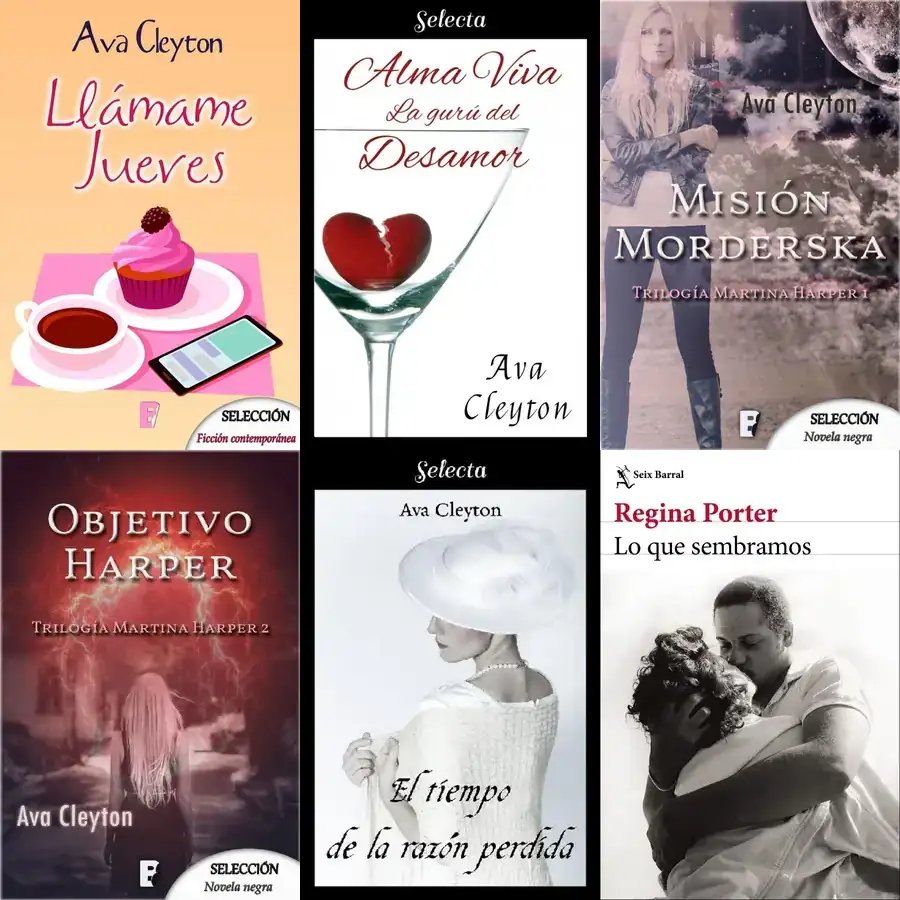 Ava Cleyton
Llámame
Jueves
SELECCIÓN
Ficción contemporánea
Selecta
Alma Viva
La gurú del
Desamor
Ava
Cleyton
Ava Cleyton
Misión
Morderska
Trilogía Martina Harper 1
SELECCIÓN
Novela negra
Objetivo
Harper
Trilogía Martina Harper 2
Ava Cleyton
SELECCIÓN
Novela negra
Selecta
Ava Cleyton
El tiempo
de la razón perdida
Seix Barral
Regina Porter
Lo que sembramos